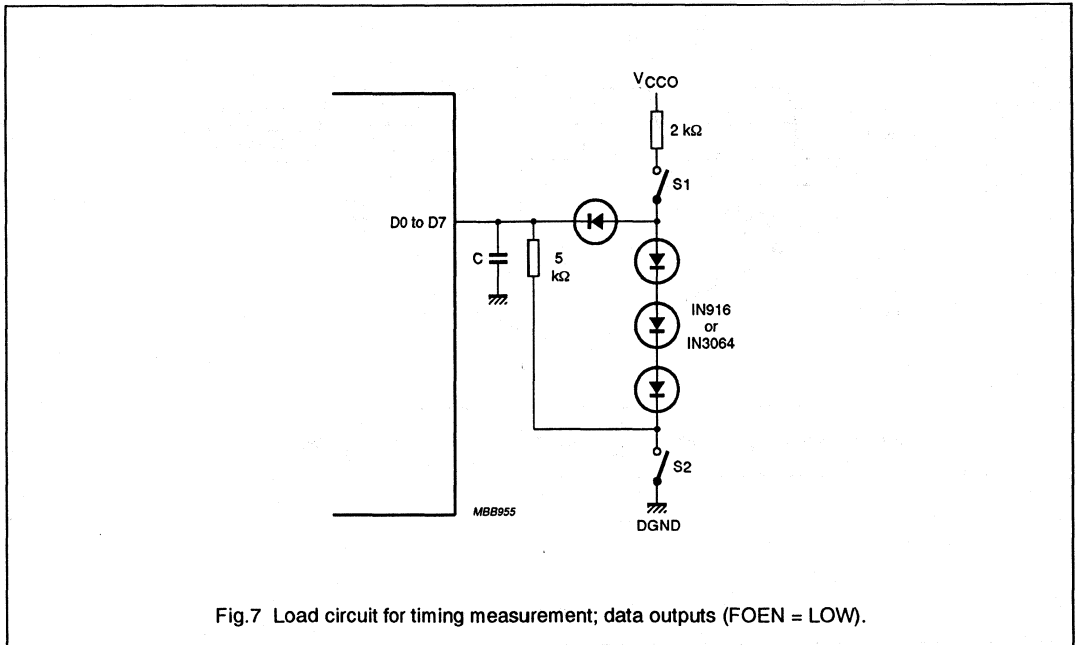 VCCO
2 kΩ
S1
D0 to D7
C
5
kΩ
IN916
or
IN3064
S2
MBB955
DGND
Fig.7 Load circuit for timing measurement; data outputs (FOEN = LOW).